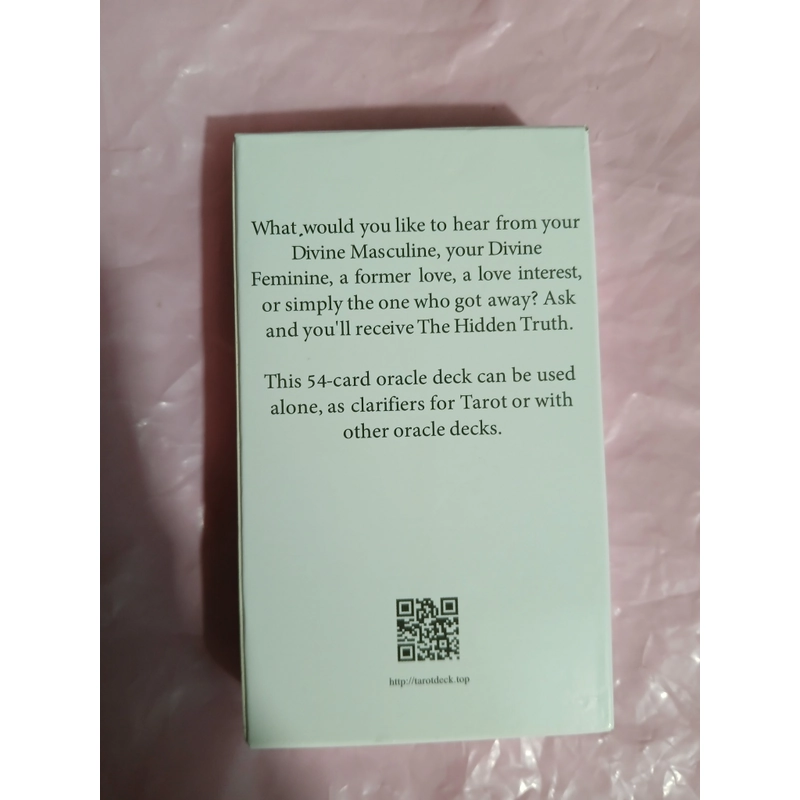 What would you like to hear from your
Divine Masculine, your Divine
Feminine, a former love, a love interest,
or simply the one who got away? Ask
and you'll receive The Hidden Truth.
This 54-card oracle deck can be used
alone, as clarifiers for Tarot or with
other oracle decks.
http://tarotdeck.top